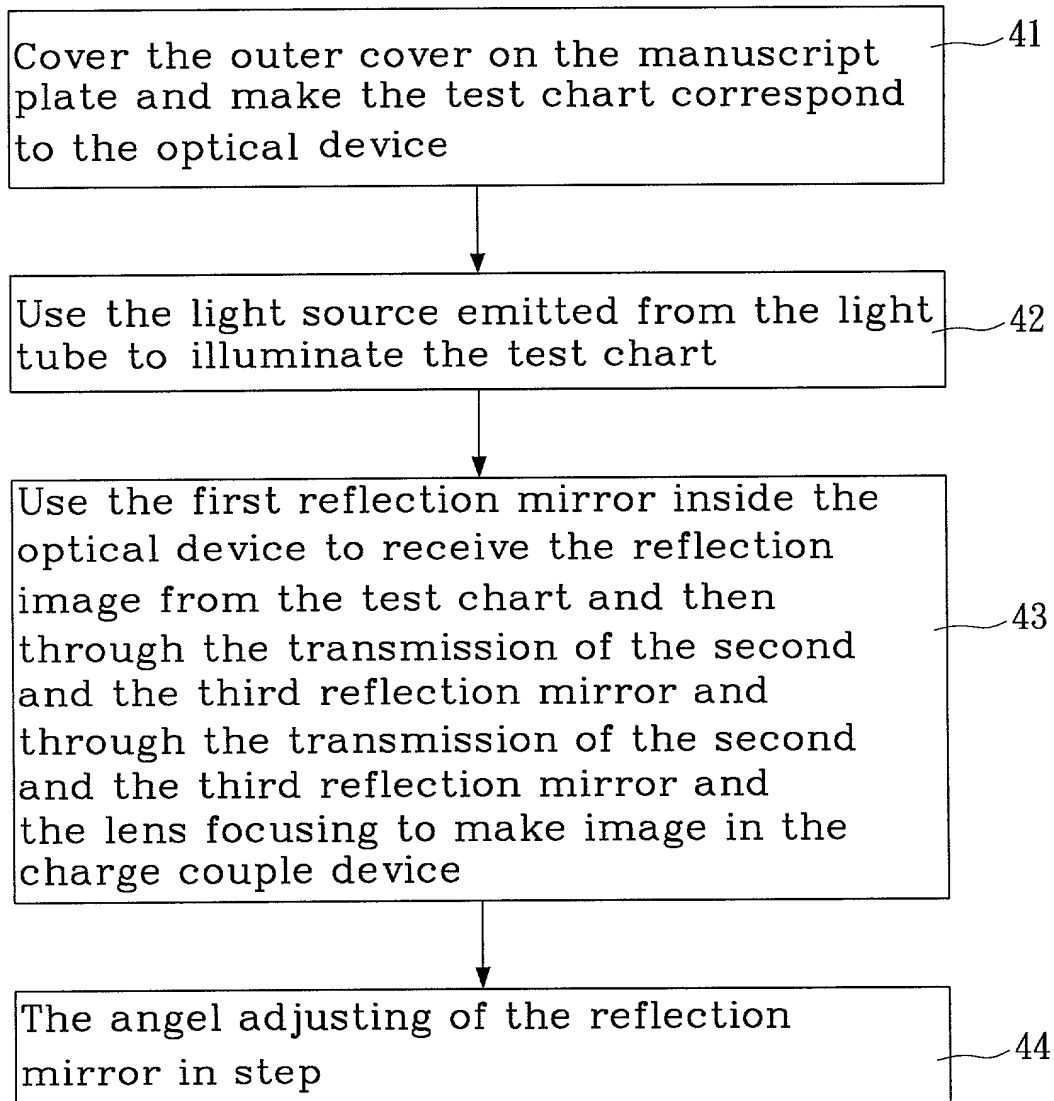 Cover the outer cover on the manuscript
plate and make the test chart correspond
to the optical device
41
Use the light source emitted from the light
tube to illuminate the test chart
42
Use the first reflection mirror inside the
optical device to receive the reflection
image from the test chart and then
through the transmission of the second
and the third reflection mirror and
through the transmission of the second
and the third reflection mirror and
the lens focusing to make image in the
charge couple device
43
The angel adjusting of the reflection
mirror in step
44